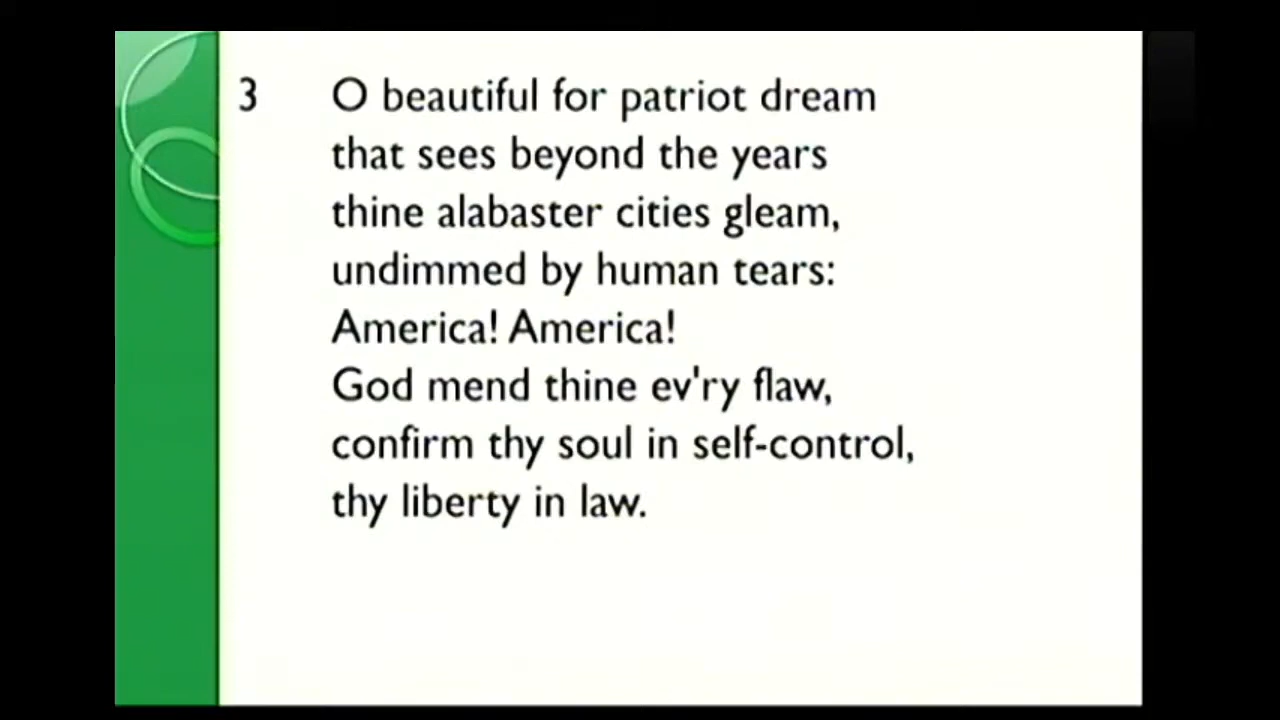 3 O beautiful for patriot dream
that sees beyond the years
thine alabaster cities gleam,
undimmed by human tears:
America! America!
God mend thine ev'ry flaw,
confirm thy soul in self-control,
thy liberty in law.